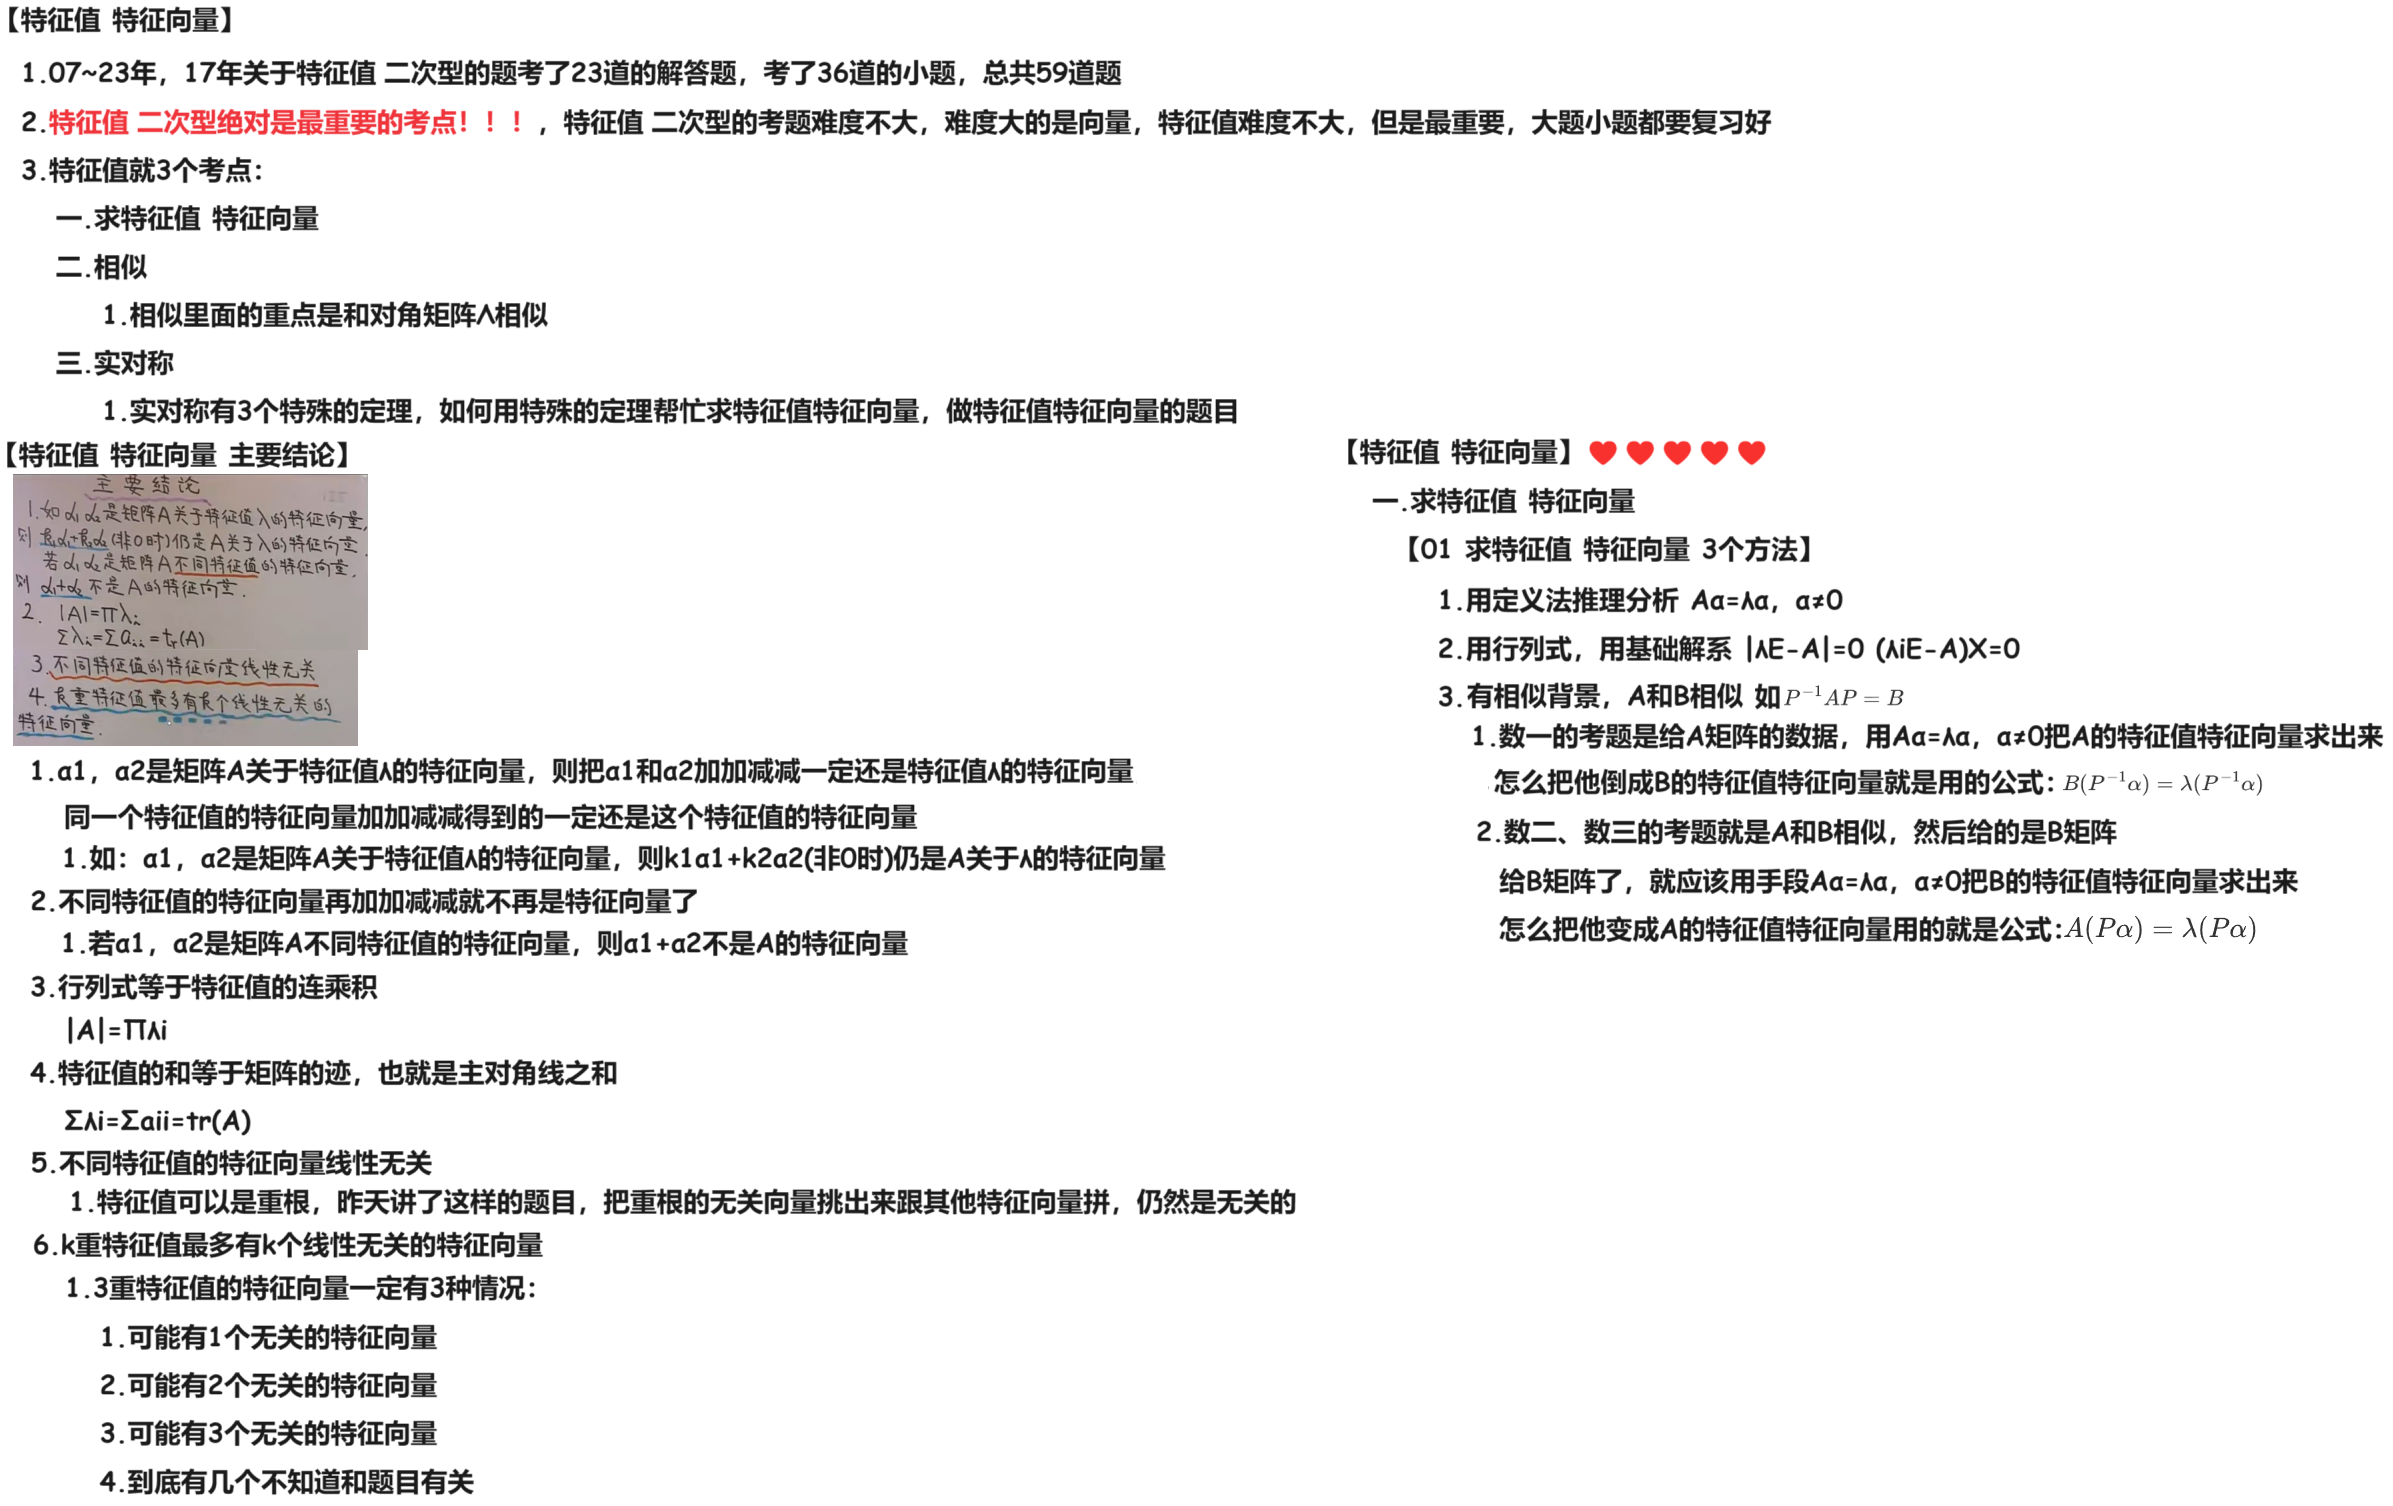 【特征值 特征向量】
1.07~23年，17年关于特征值 二次型的题考了23道的解答题，考了36道的小题，总共59道题
2.特征值 二次型绝对是最重要的考点！！！，特征值 二次型的考题难度不大，难度大的是向量，特征值难度不大，但是最重要，大题小题都要复习好
3.特征值就3个考点：
一.求特征值 特征向量
二.相似
1.相似里面的重点是和对角矩阵Λ相似
三.实对称
1.实对称有3个特殊的定理，如何用特殊的定理帮忙求特征值特征向量，做特征值特征向量的题目
【特征值 特征向量 主要结论】
主要结论
1.如α₁ α₂是矩阵A关于特征值λ的特征向量,
则 k₁α₁+k₂α₂(非0时)仍是A关于λ的特征向量.
若α₁ α₂是矩阵A不同特征值的特征向量,
则 α₁+α₂不是A的特征向量.
2. |A|=∏λᵢ
∑λᵢ=∑aᵢᵢ=tr(A)
3.不同特征值的特征向量线性无关
4.k重特征值最多有k个线性无关的
特征向量.
1.α1，α2是矩阵A关于特征值λ的特征向量，则把α1和α2加加减减一定还是特征值λ的特征向量
同一个特征值的特征向量加加减减得到的一定还是这个特征值的特征向量
1.如：α1，α2是矩阵A关于特征值λ的特征向量，则k1α1+k2α2(非0时)仍是A关于λ的特征向量
2.不同特征值的特征向量再加加减减就不再是特征向量了
1.若α1，α2是矩阵A不同特征值的特征向量，则α1+α2不是A的特征向量
3.行列式等于特征值的连乘积
|A|=∏λi
4.特征值的和等于矩阵的迹，也就是主对角线之和
Σλi=Σaii=tr(A)
5.不同特征值的特征向量线性无关
1.特征值可以是重根，昨天讲了这样的题目，把重根的无关向量挑出来跟其他特征向量拼，仍然是无关的
6.k重特征值最多有k个线性无关的特征向量
1.3重特征值的特征向量一定有3种情况：
1.可能有1个无关的特征向量
2.可能有2个无关的特征向量
3.可能有3个无关的特征向量
4.到底有几个不知道和题目有关
【特征值 特征向量】❤❤❤❤❤
一.求特征值 特征向量
【01 求特征值 特征向量 3个方法】
1.用定义法推理分析 Aα=λα，α≠0
2.用行列式，用基础解系 |λE-A|=0 (λiE-A)X=0
3.有相似背景，A和B相似 如P⁻¹AP = B
1.数一的考题是给A矩阵的数据，用Aα=λα，α≠0把A的特征值特征向量求出来
怎么把他倒成B的特征值特征向量就是用的公式：B(P⁻¹α) = λ(P⁻¹α)
2.数二、数三的考题就是A和B相似，然后给的是B矩阵
给B矩阵了，就应该用手段Aα=λα，α≠0把B的特征值特征向量求出来
怎么把他变成A的特征值特征向量用的就是公式:A(Pα) = λ(Pα)